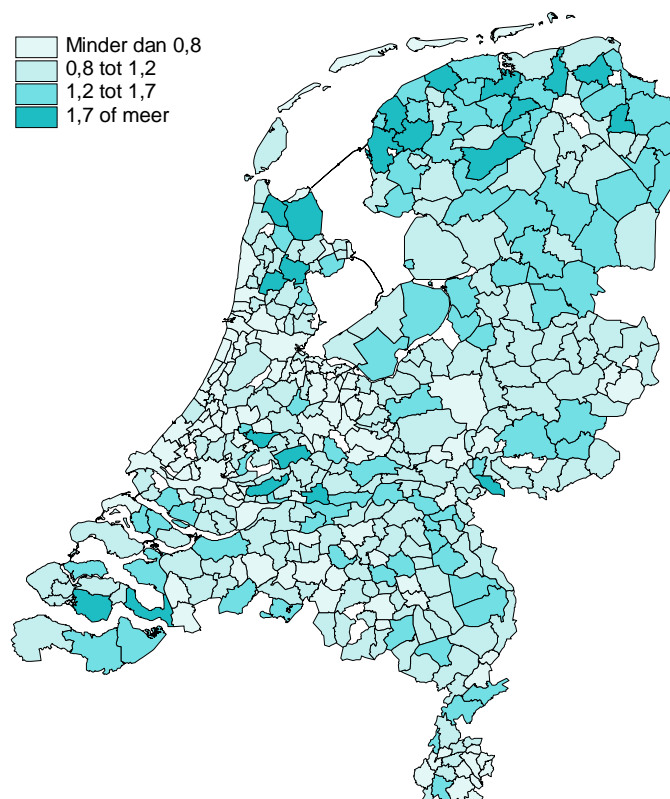 Minder dan 0,8
0,8 tot 1,2
1,2 tot 1,7
1,7 of meer